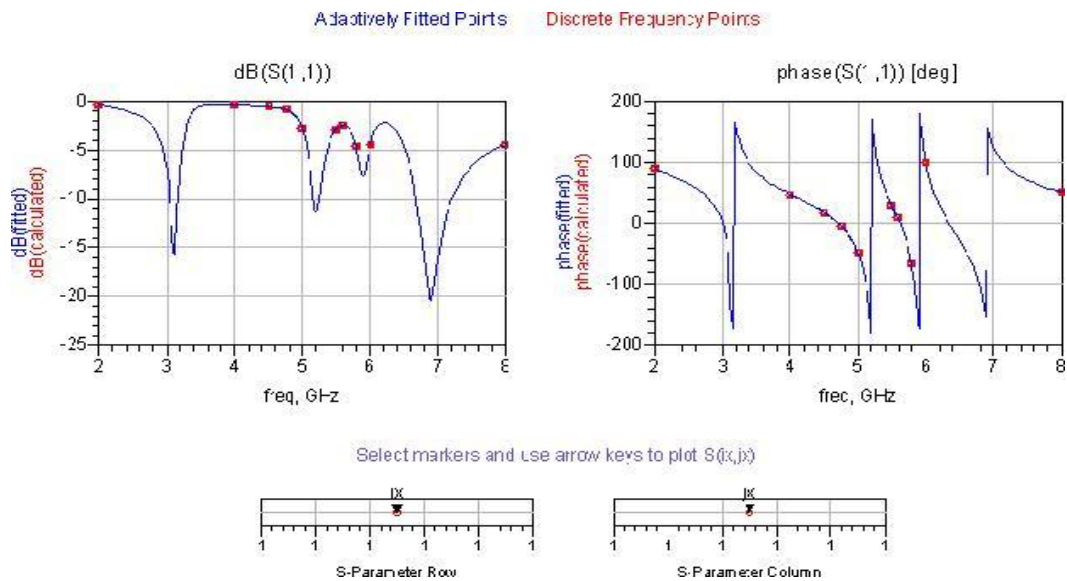 Adaptively Fitted Points Discrete Frequency Points
dB(S(1,1))
phase(S(1,1)) [deg]
0
-5
-10
-15
-20
-25
dB(fitted)
dB(calculated)
2 3 4 5 6 7 8
freq, GHz
200
100
0
-100
-200
phase(fitted)
phase(calculated)
2 3 4 5 6 7 8
frec, GHz
Select markers and use arrow keys to plot S(ix,jx)
ix
1 1 1 1 1 1
S-Parameter Row
jx
1 1 1 1 1 1
S-Parameter Column